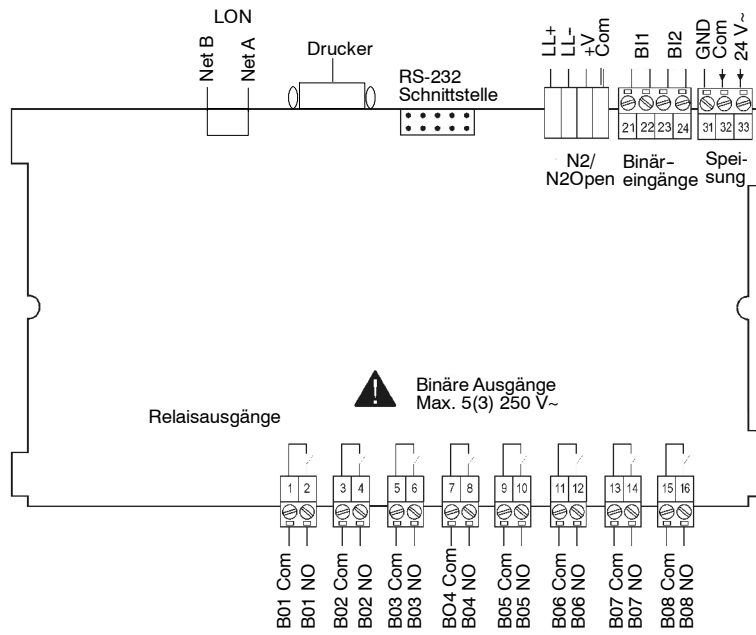 LON
Net B
Net A
Drucker
RS-232
Schnittstelle
LL+
LL-
+V
Com
BI1
BI2
GND
Com
24 V~
21 22 23 24
31 32 33
N2/
N2Open
Binär-
eingänge
Spei-
sung
Binäre Ausgänge
Max. 5(3) 250 V~
Relaisausgänge
1 2 3 4 5 6 7 8 9 10 11 12 13 14 15 16
B01 Com
B01 NO
B02 Com
B02 NO
B03 Com
B03 NO
B04 Com
B04 NO
B05 Com
B05 NO
B06 Com
B06 NO
B07 Com
B07 NO
B08 Com
B08 NO